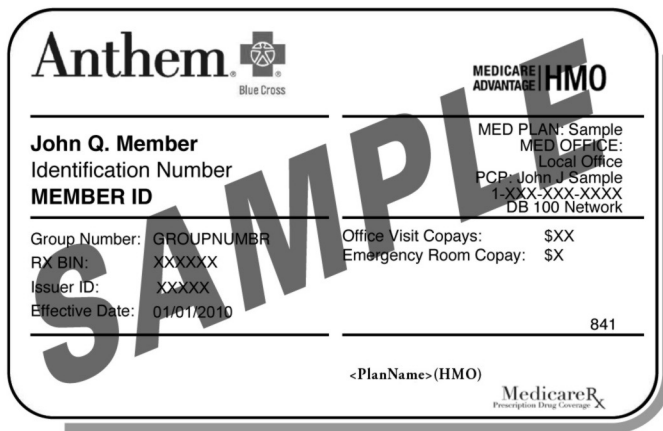 Anthem.
Blue Cross
MEDICARE
ADVANTAGE
HMO
John Q. Member
Identification Number
MEMBER ID
MED PLAN: Sample
MED OFFICE:
Local Office
PCP: John J Sample
1-XXX-XXX-XXXX
DB 100 Network
Group Number: GROUPNUMBR
RX BIN: XXXXXX
Issuer ID: XXXXX
Effective Date: 01/01/2010
Office Visit Copays: $XX
Emergency Room Copay: $X
841
<PlanName>(HMO)
MedicareRx
Prescription Drug Coverage
SAMPLE